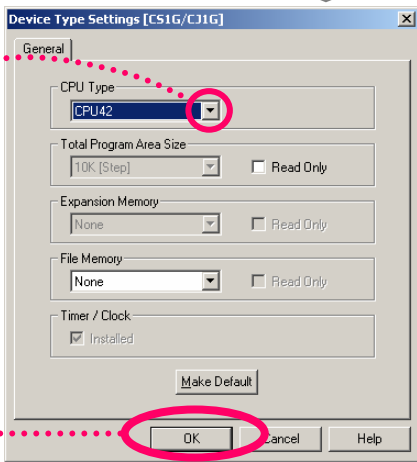 Device Type Settings [CS1G/CJ1G]
General
CPU Type
CPU42
Total Program Area Size
10K [Step]
Read Only
Expansion Memory
None
Read Only
File Memory
None
Read Only
Timer / Clock
Installed
Make Default
OK
Cancel
Help